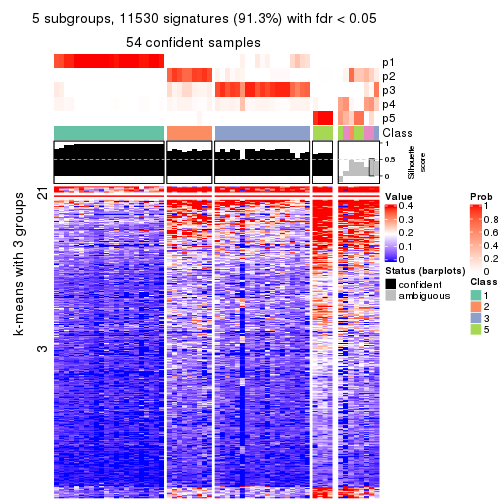 5 subgroups, 11530 signatures (91.3%) with fdr < 0.05
54 confident samples
p1
p2
p3
p4
p5
Class
1
0.5
0
Silhouette
score
k-means with 3 groups
21
3
Value
0.4
0.3
0.2
0.1
0
Status (barplots)
confident
ambiguous
Prob
1
0.8
0.6
0.4
0.2
0
Class
1
2
3
5